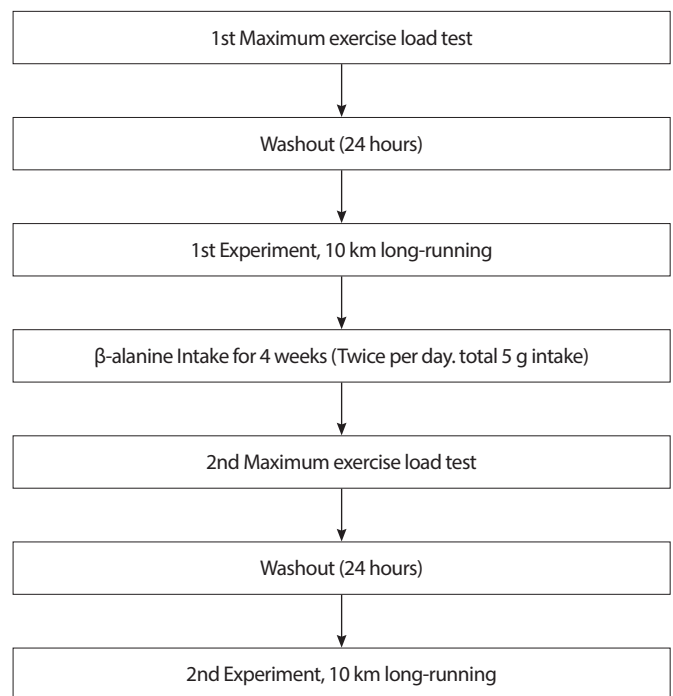 1st Maximum exercise load test
Washout (24 hours)
1st Experiment, 10 km long-running
β-alanine Intake for 4 weeks (Twice per day. total 5 g intake)
2nd Maximum exercise load test
Washout (24 hours)
2nd Experiment, 10 km long-running